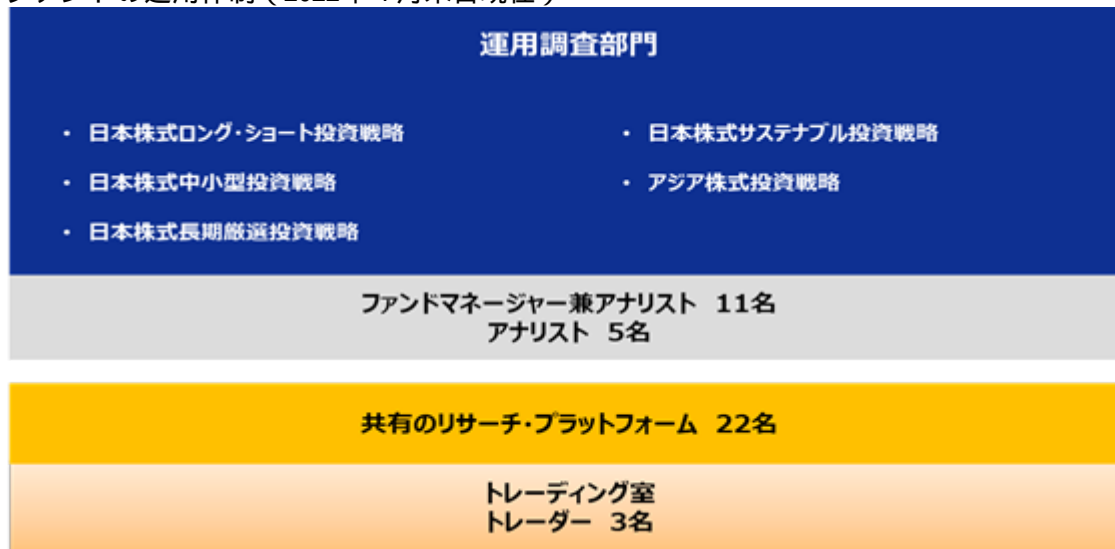 運用調査部門
・ 日本株式ロング・ショート投資戦略
・ 日本株式サステナブル投資戦略
・ 日本株式中小型投資戦略
・ アジア株式投資戦略
・ 日本株式長期厳選投資戦略
ファンドマネージャー兼アナリスト 11名
アナリスト 5名
共有のリサーチ・プラットフォーム 22名
トレーディング室
トレーダー 3名